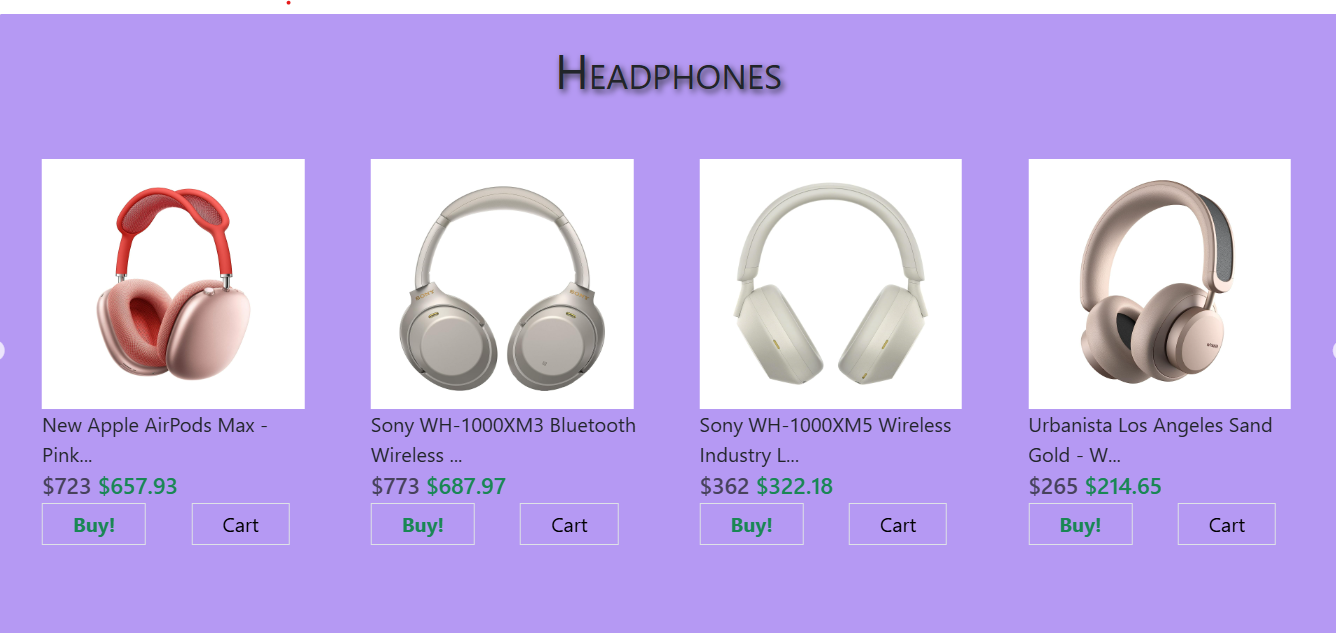 HEADPHONES
New Apple AirPods Max -
Pink...
$723 $657.93
Buy! Cart
Sony WH-1000XM3 Bluetooth
Wireless ...
$773 $687.97
Buy! Cart
Sony WH-1000XM5 Wireless
Industry L...
$362 $322.18
Buy! Cart
Urbanista Los Angeles Sand
Gold - W...
$265 $214.65
Buy! Cart